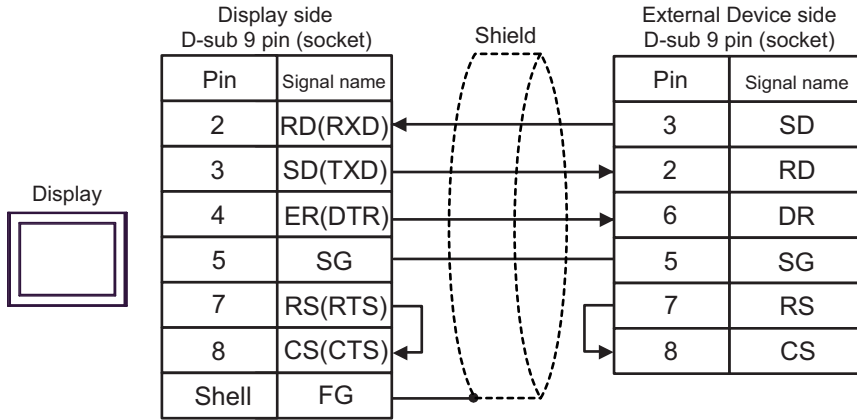 Display side
D-sub 9 pin (socket)
Shield
External Device side
D-sub 9 pin (socket)
Display
Pin Signal name
2 RD(RXD)
3 SD(TXD)
4 ER(DTR)
5 SG
7 RS(RTS)
8 CS(CTS)
Shell FG
Pin Signal name
3 SD
2 RD
6 DR
5 SG
7 RS
8 CS